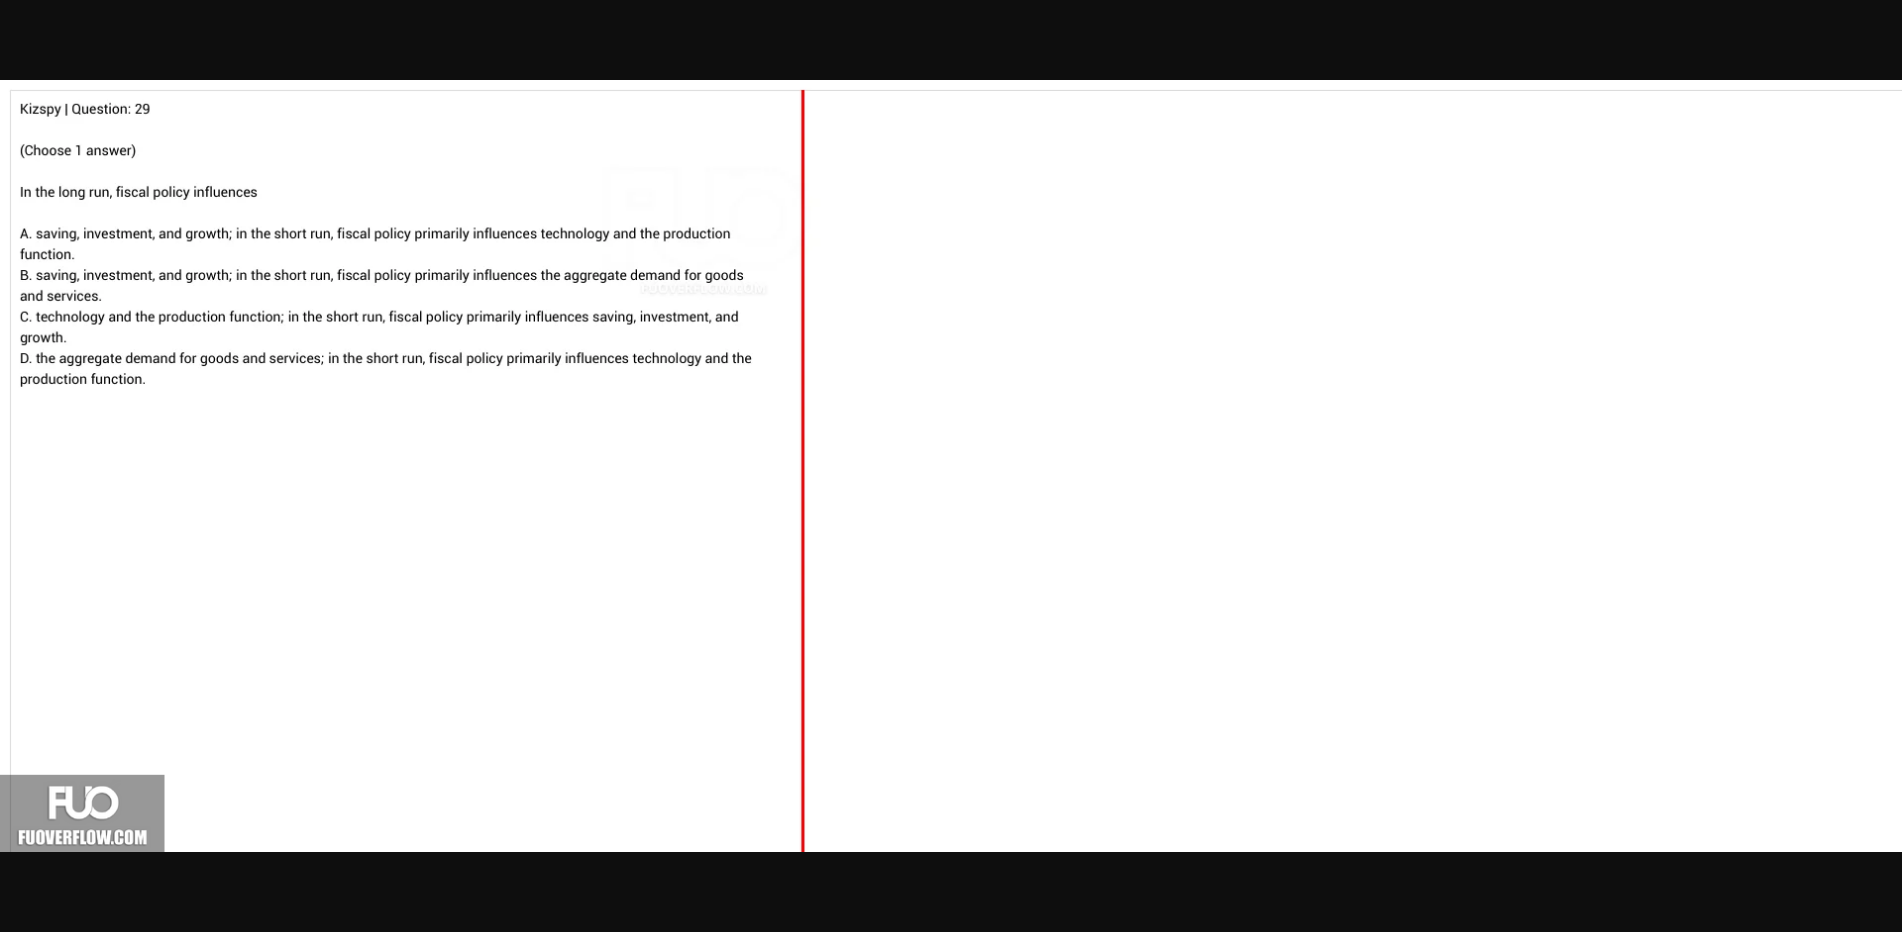 Kizspy | Question: 29
(Choose 1 answer)
In the long run, fiscal policy influences
A. saving, investment, and growth; in the short run, fiscal policy primarily influences technology and the production
function.
B. saving, investment, and growth; in the short run, fiscal policy primarily influences the aggregate demand for goods
and services.
C. technology and the production function; in the short run, fiscal policy primarily influences saving, investment, and
growth.
D. the aggregate demand for goods and services; in the short run, fiscal policy primarily influences technology and the
production function.
FUOVERFLOW.COM
FUO
FUOVERFLOW.COM